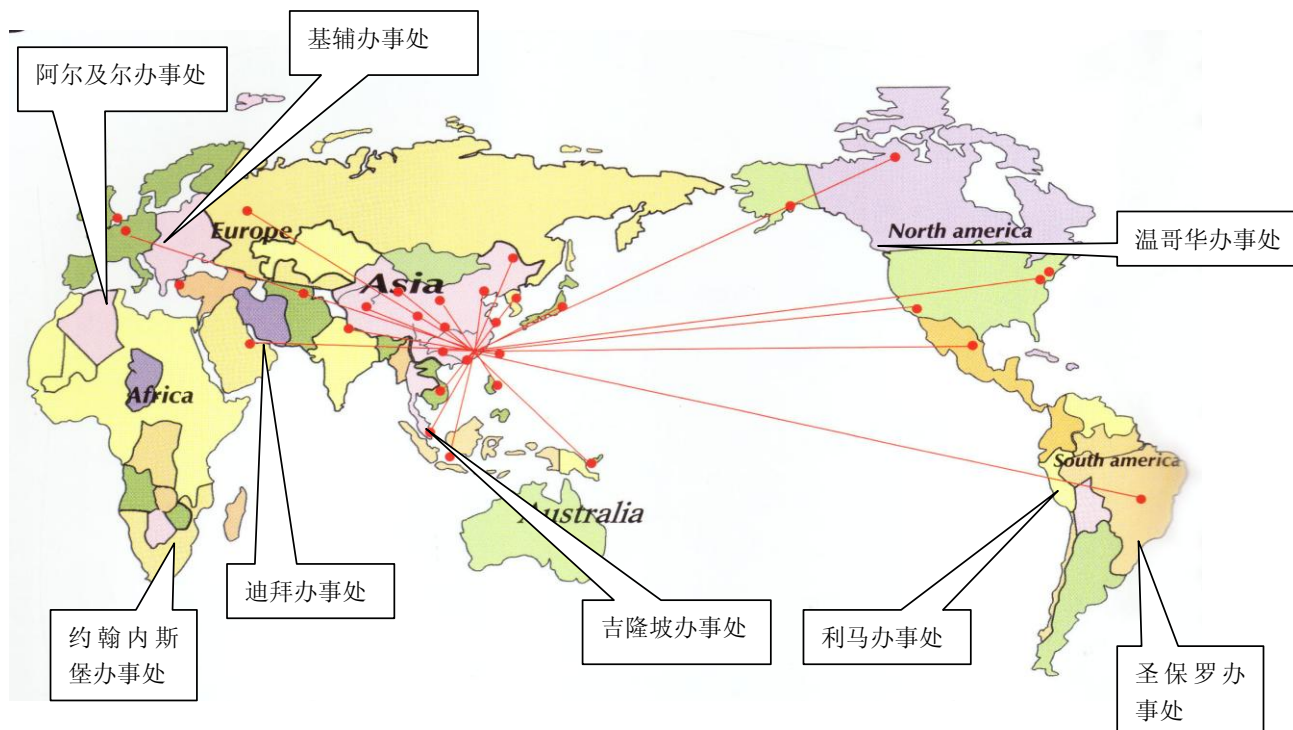 基辅办事处
阿尔及尔办事处
Europe
North america
温哥华办事处
Asia
Africa
South america
Australia
迪拜办事处
吉隆坡办事处
利马办事处
约翰内斯
堡办事处
圣保罗办
事处